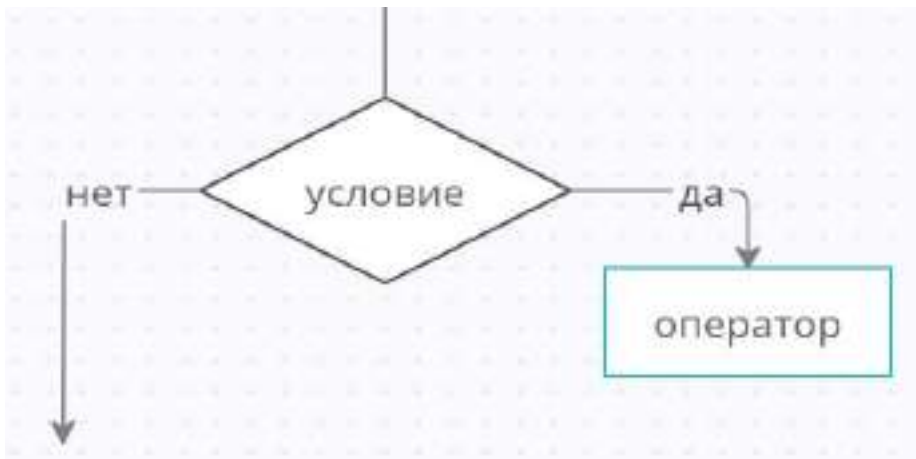 нет
условие
да
оператор